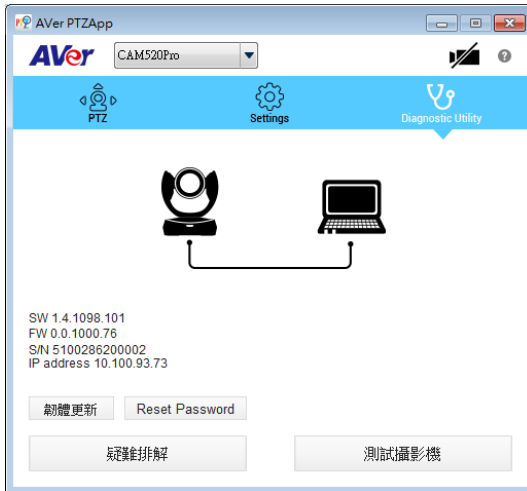 AVer PTZApp
AVer CAM520Pro
PTZ Settings Diagnostic Utility
SW 1.4.1098.101
FW 0.0.1000.76
S/N 5100286200002
IP address 10.100.93.73
韌體更新 Reset Password
疑難排解 測試攝影機